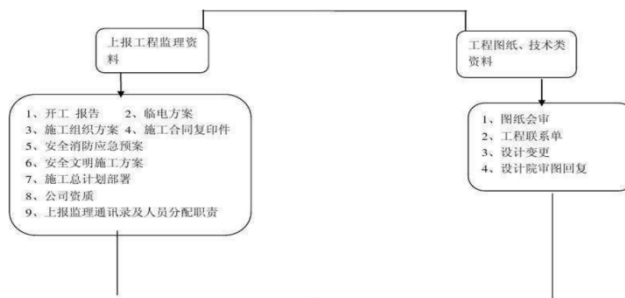 上报工程监理资
料
1、开工 报告 2、临电方案
3、施工组织方案 4、施工合同复印件
5、安全消防应急预案
6、安全文明施工方案
7、施工总计划部署
8、公司资质
9、上报监理通讯录及人员分配职责
工程图纸、技术类
资料
1、图纸会审
2、工程联系单
3、设计变更
4、设计院审图回复